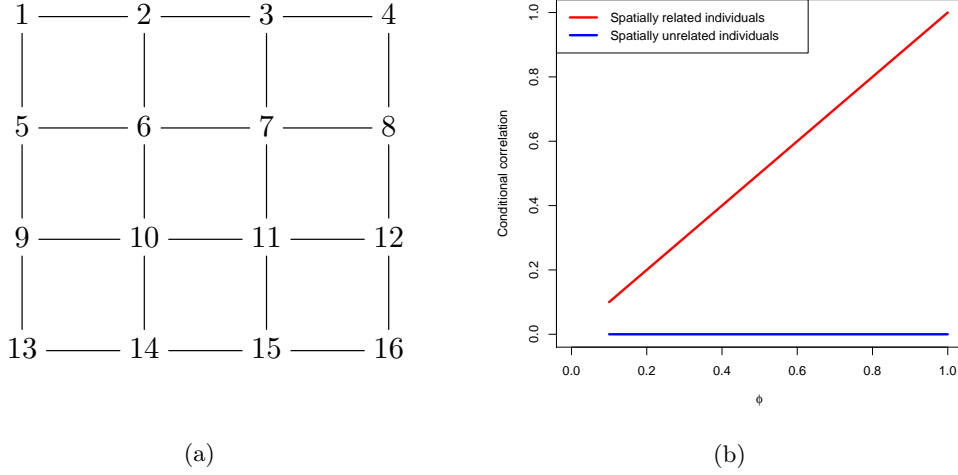 1 2 3 4
5 6 7 8
9 10 11 12
13 14 15 16
(a)
Spatially related individuals
Spatially unrelated individuals
Conditional correlation
1.0
0.8
0.6
0.4
0.2
0.0
0.0 0.2 0.4 0.6 0.8 1.0
ϕ
(b)